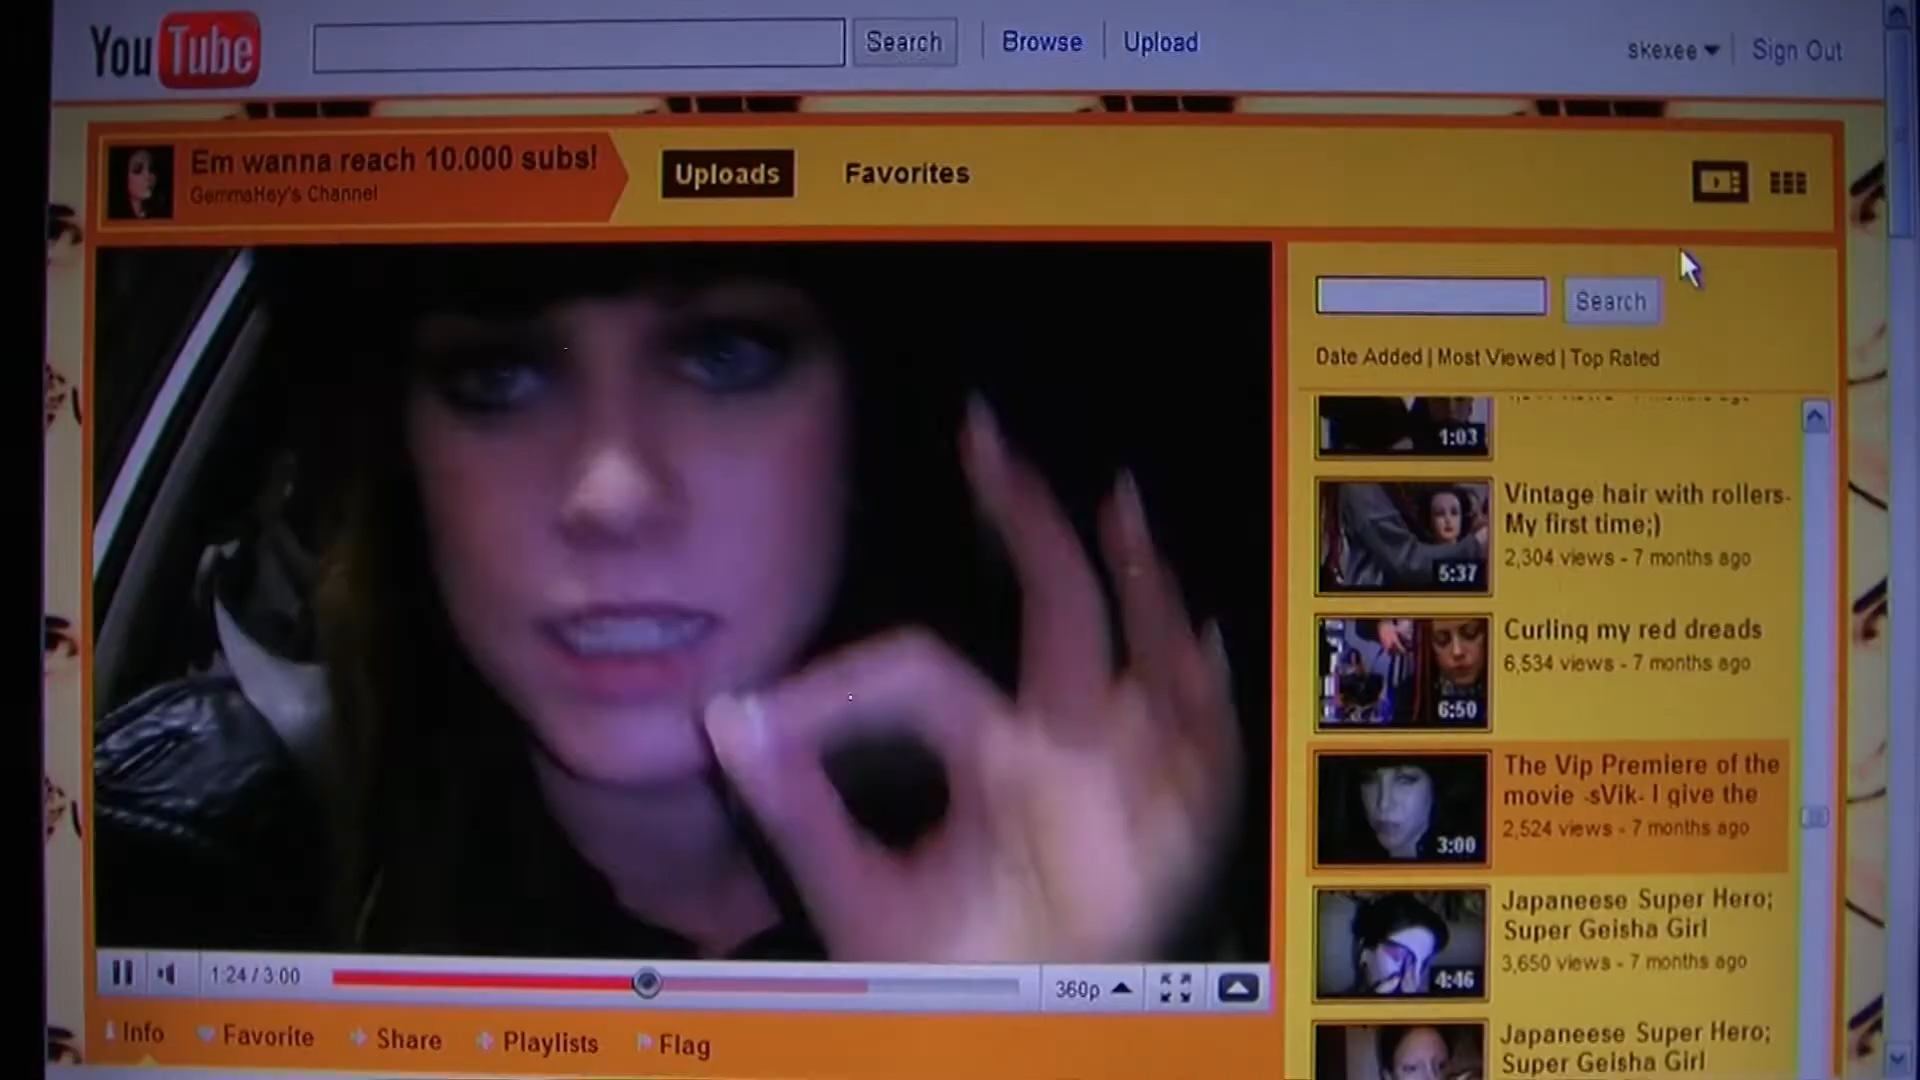 YouTube
Search
Browse
Upload
skexee
Sign Out
Em wanna reach 10.000 subs!
GemmaHey's Channel
Uploads
Favorites
Search
Date Added | Most Viewed | Top Rated
1:03
Vintage hair with rollers-
My first time;)
2,304 views - 7 months ago
5:37
Curling my red dreads
6,534 views - 7 months ago
6:50
The Vip Premiere of the
movie -sVik- I give the
2,524 views - 7 months ago
3:00
Japaneese Super Hero;
Super Geisha Girl
3,650 views - 7 months ago
4:46
Japaneese Super Hero;
Super Geisha Girl
1:24 / 3:00
360p
Info
Favorite
Share
Playlists
Flag